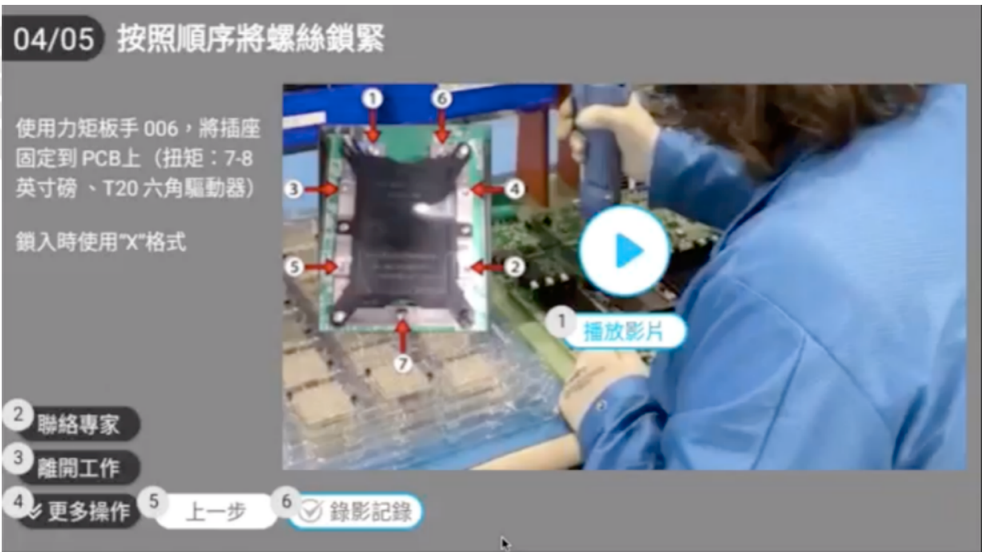 04/05 按照順序將螺絲鎖緊
使用力矩板手 006，將插座
固定到 PCB上（扭矩：7-8
英寸磅 、T20 六角驅動器）
鎖入時使用"X"格式
1 6
3 4
5 2
7
1 播放影片
2 聯絡專家
3 離開工作
4 更多操作 5 上一步 6 錄影記錄